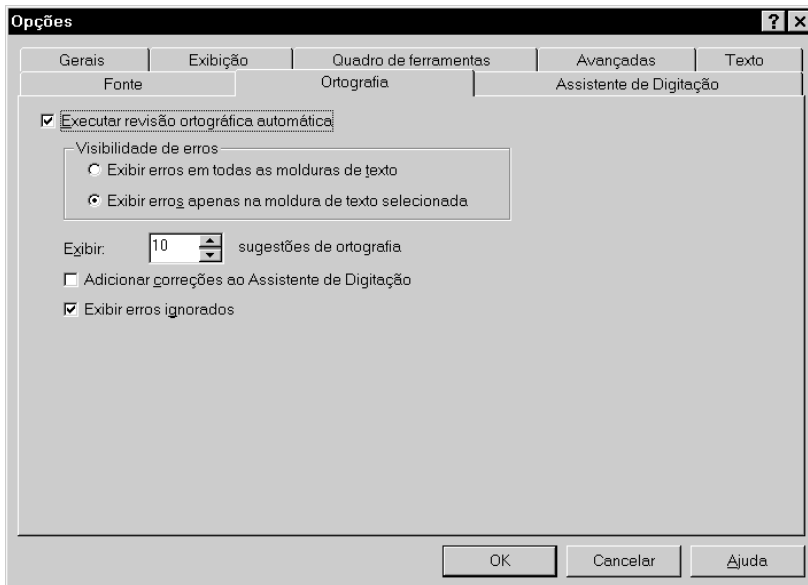 Opções
Gerais Exibição Quadro de ferramentas Avançadas Texto
Fonte Ortografia Assistente de Digitação
Executar revisão ortográfica automática
Visibilidade de erros
Exibir erros em todas as molduras de texto
Exibir erros apenas na moldura de texto selecionada
Exibir: 10 sugestões de ortografia
Adicionar correções ao Assistente de Digitação
Exibir erros ignorados
OK Cancelar Ajuda